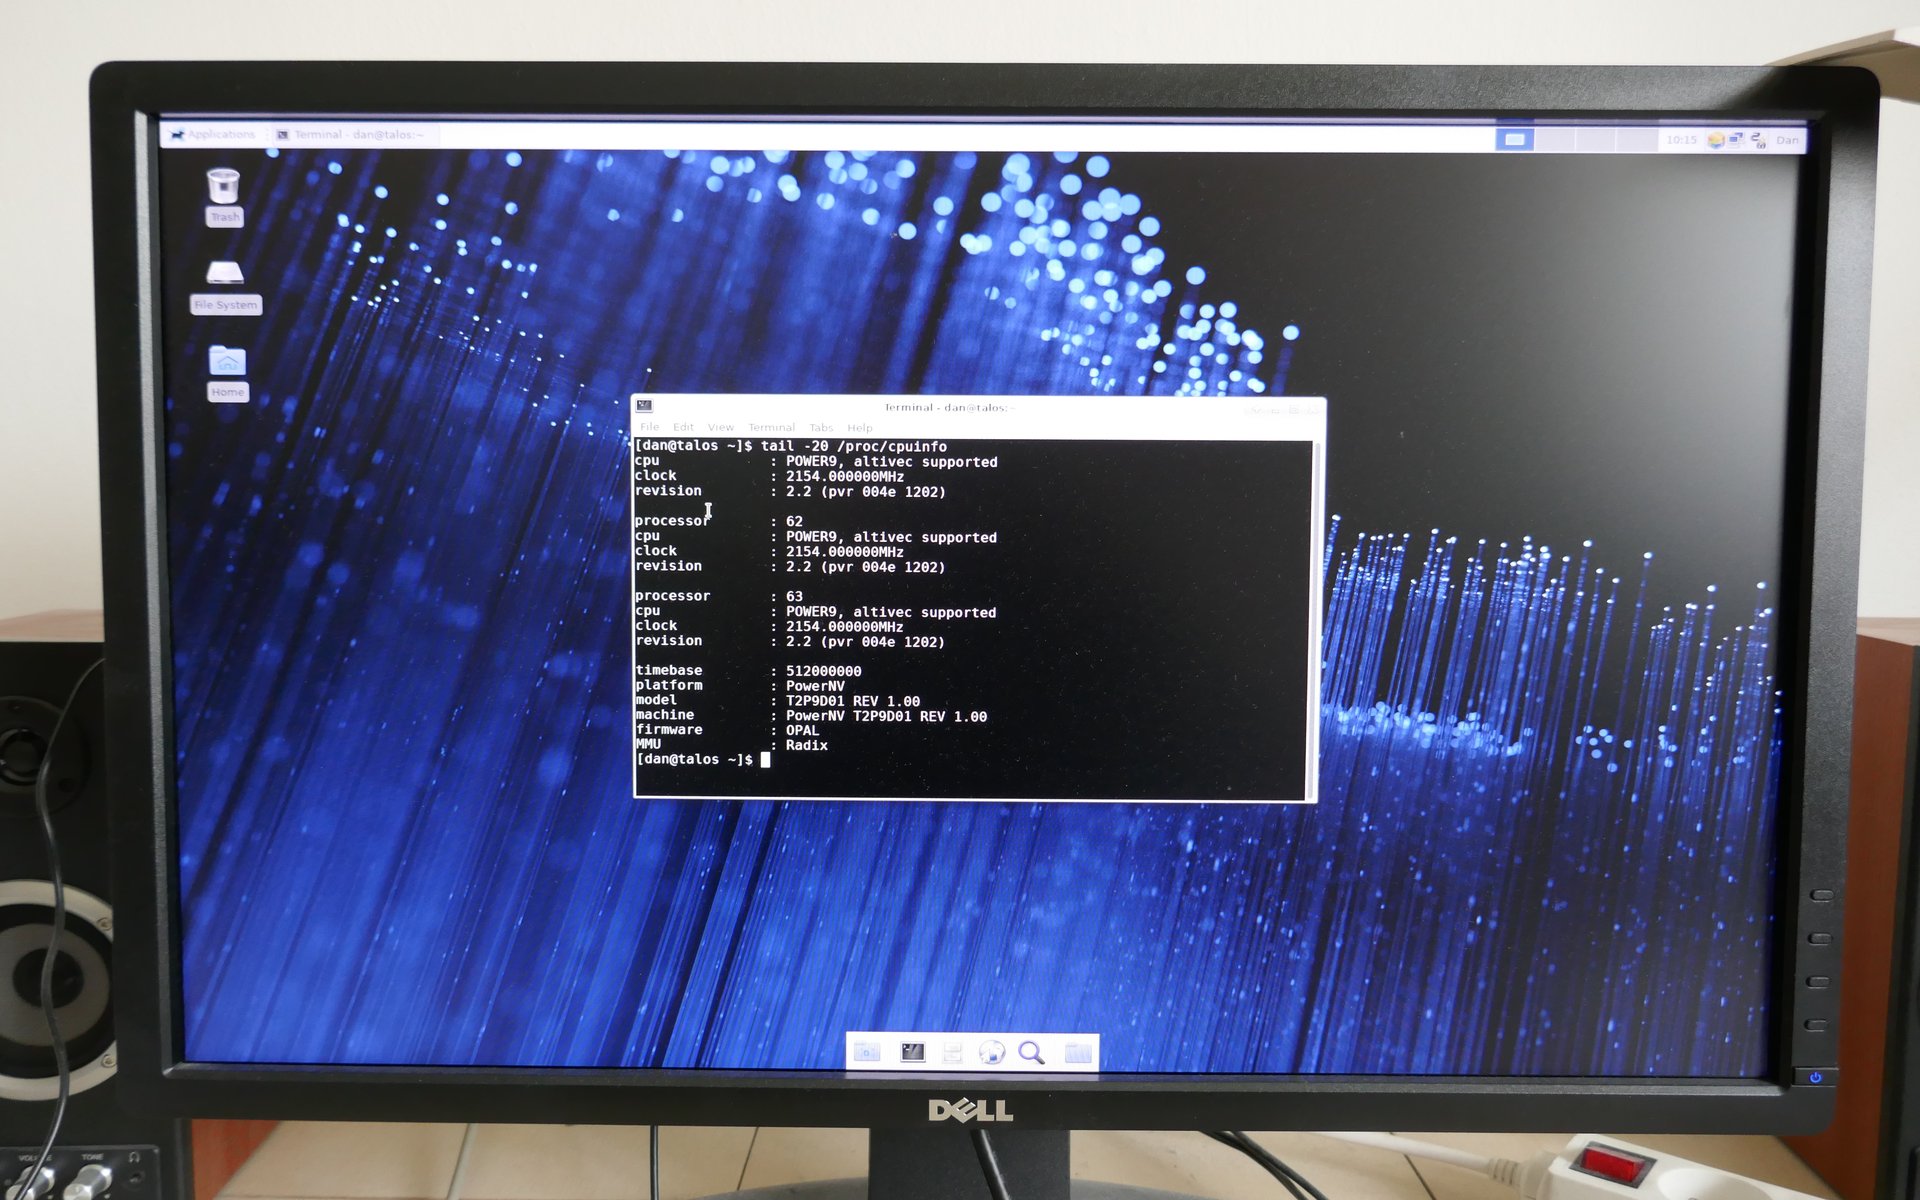 Applications
Terminal - dan@talos:~
10:15
Dan
Trash
File System
Home
Terminal - dan@talos:~
File Edit View Terminal Tabs Help
[dan@talos ~]$ tail -20 /proc/cpuinfo
cpu : POWER9, altivec supported
clock : 2154.000000MHz
revision : 2.2 (pvr 004e 1202)
processor : 62
cpu : POWER9, altivec supported
clock : 2154.000000MHz
revision : 2.2 (pvr 004e 1202)
processor : 63
cpu : POWER9, altivec supported
clock : 2154.000000MHz
revision : 2.2 (pvr 004e 1202)
timebase : 512000000
platform : PowerNV
model : T2P9D01 REV 1.00
machine : PowerNV T2P9D01 REV 1.00
firmware : OPAL
MMU : Radix
[dan@talos ~]$
DELL
TONE